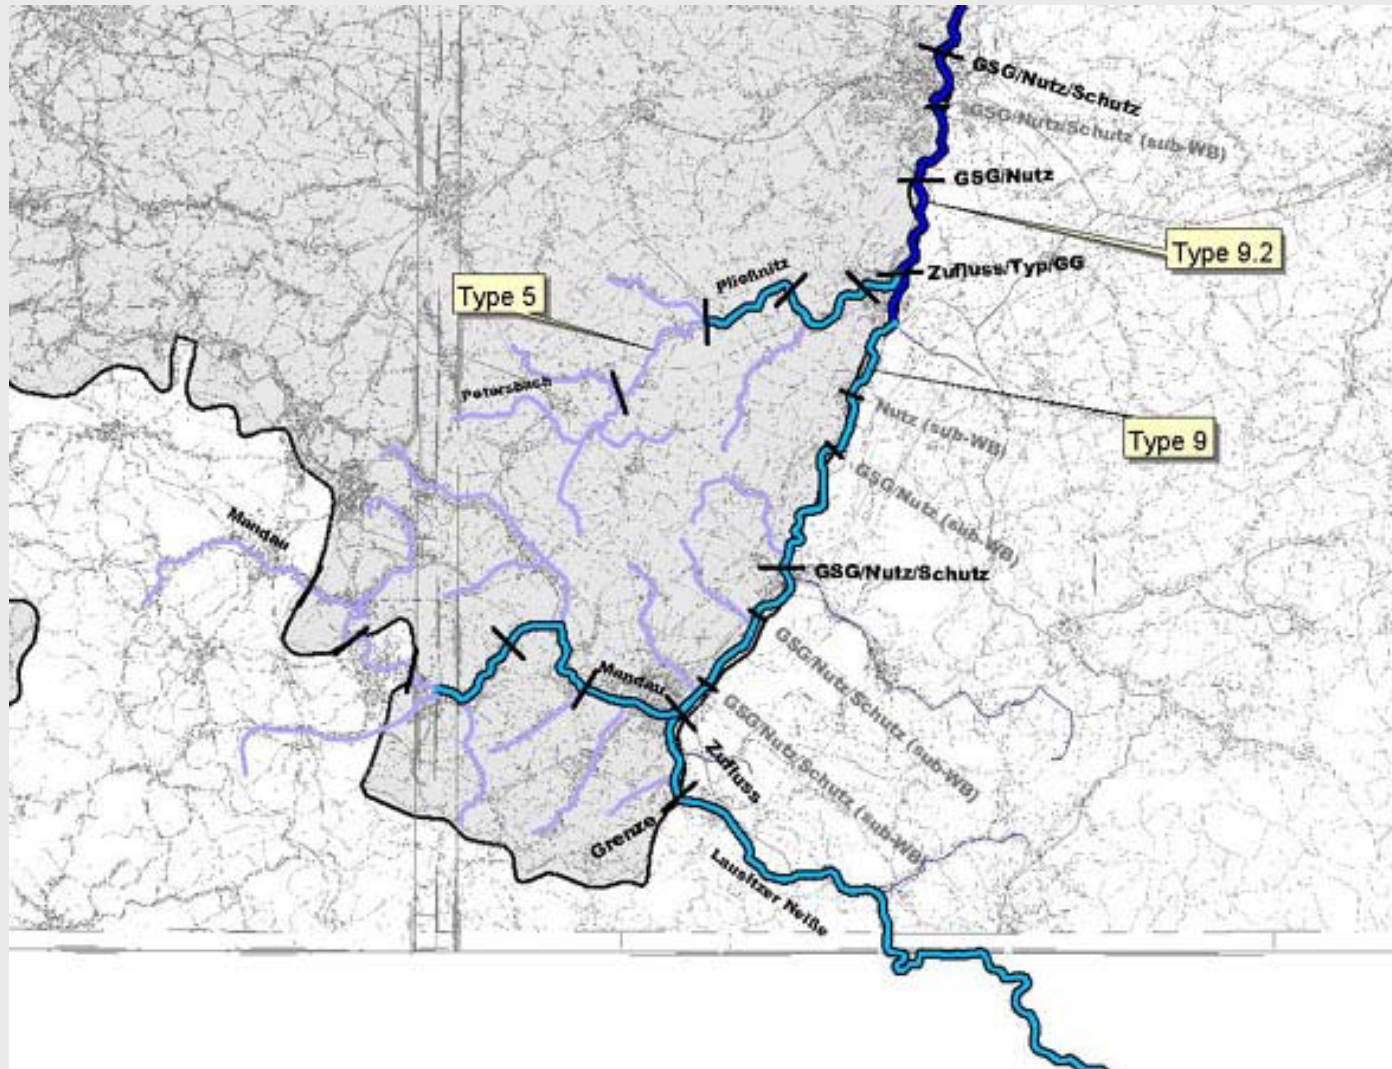 GSG/Nutz/Schutz
GSG/Nutz/Schutz (sub-WB)
GSG/Nutz
Type 9.2
Zufluss/Typ/GG
Pließnitz
Type 5
Petersbach
Nutz (sub-WB)
Type 9
GSG/Nutz (sub-WB)
Mandau
GSG/Nutz/Schutz
GSG/Nutz/Schutz (sub-WB)
Mandau
GSG/Nutz/Schutz (sub-WB)
Zufluss
Grenze
Lausitzer Neiße